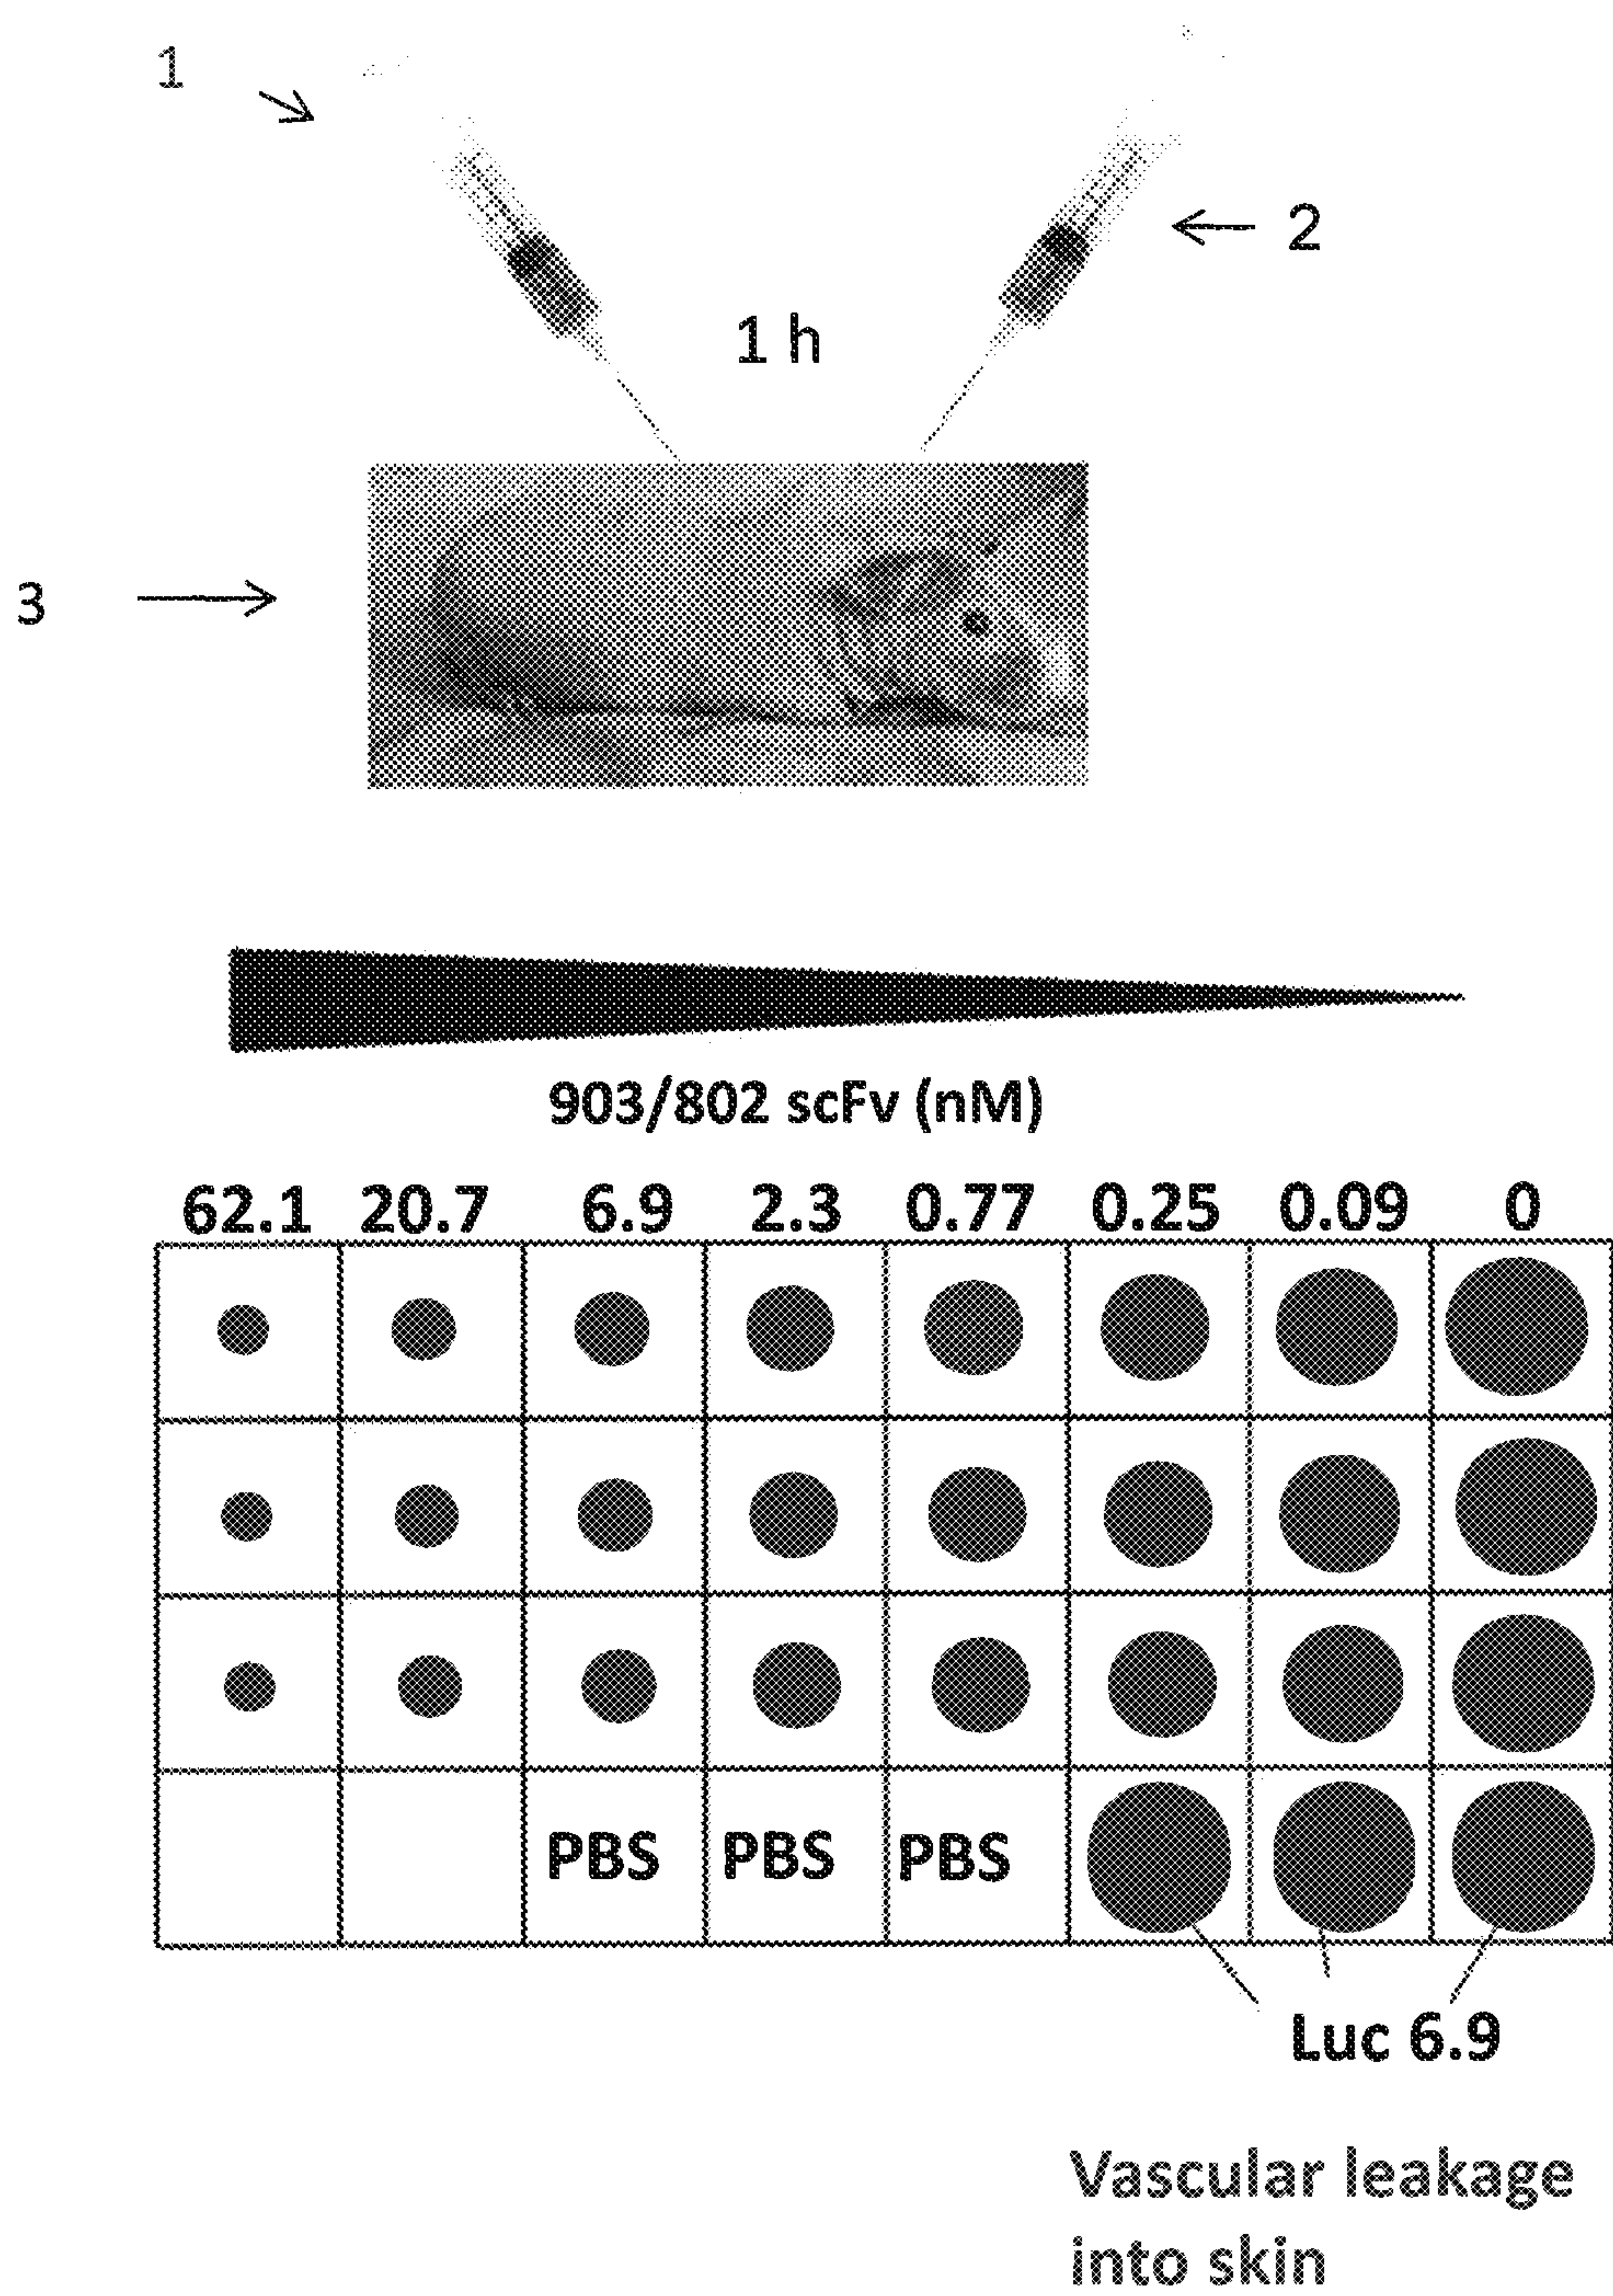 1
2
1 h
3
903/802 scFv (nM)
62.1 20.7 6.9 2.3 0.77 0.25 0.09 0
PBS PBS PBS
Luc 6.9
Vascular leakage
into skin